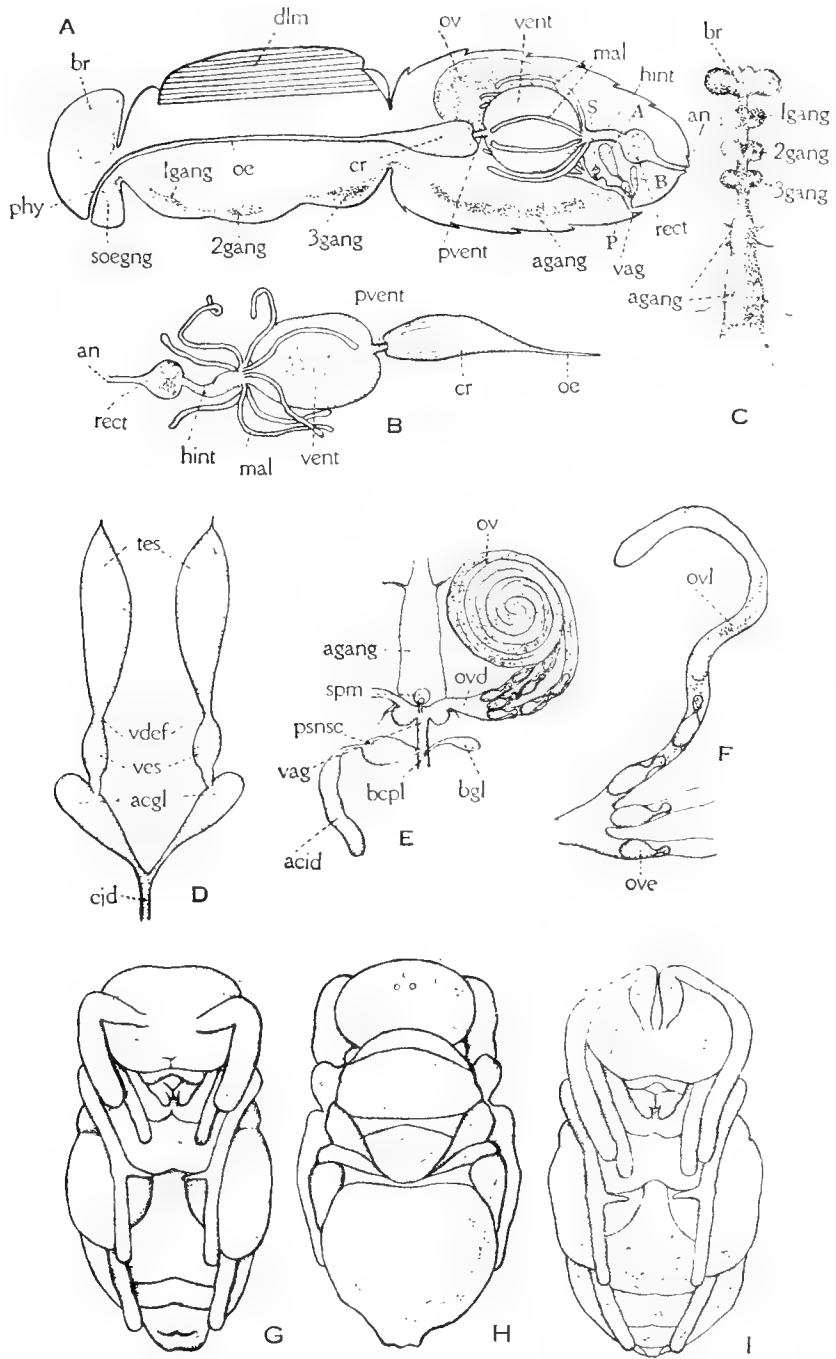 A
dlm
ov
vent
mal
hint
br
S
A
br
an
1gang
2gang
3gang
1gang
oe
cr
phy
B
soegng
2gang
3gang
pvent
agang
P
vag
rect
agang
C
pvent
an
rect
hint
mal
vent
B
cr
oe
tes
ov
ovl
agang
ovd
spm
vdef
psnsc
ves
vag
F
acgl
bcpl
bgl
E
acid
cjd
D
ove
G
H
I